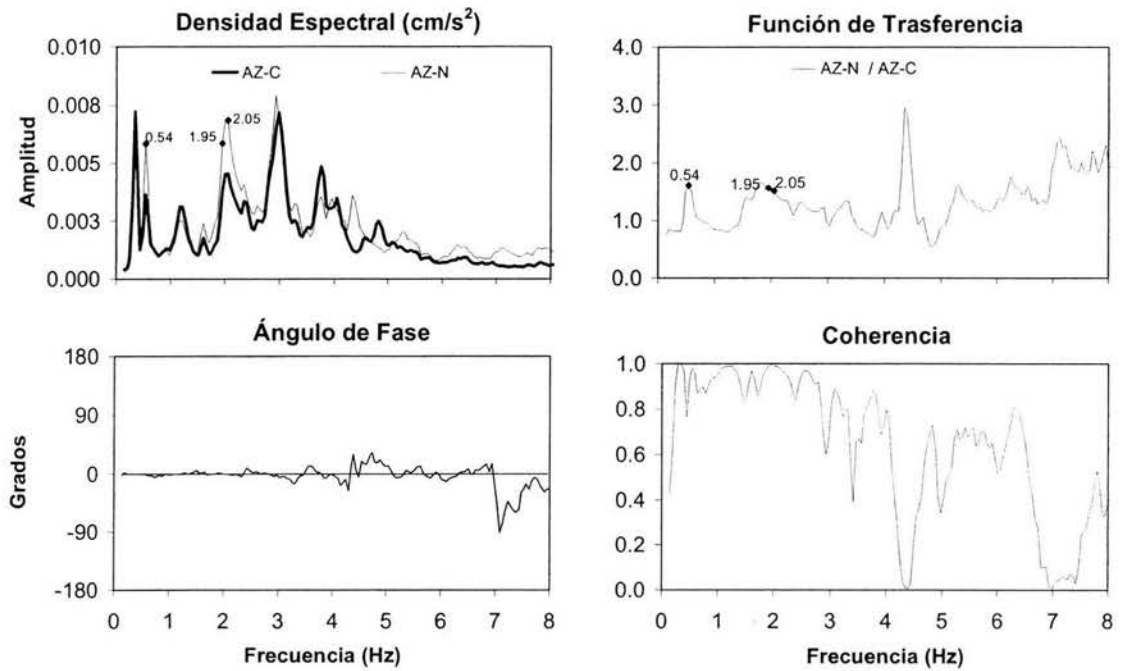 Densidad Espectral (cm/s²)
0.010
0.008
0.005
0.003
0.000
Amplitud
AZ-C
AZ-N
0.54
1.95
2.05
Función de Trasferencia
4.0
3.0
2.0
1.0
0.0
AZ-N / AZ-C
0.54
1.95
2.05
Ángulo de Fase
180
90
0
-90
-180
Grados
0 1 2 3 4 5 6 7 8
Frecuencia (Hz)
Coherencia
1.0
0.8
0.6
0.4
0.2
0.0
0 1 2 3 4 5 6 7 8
Frecuencia (Hz)